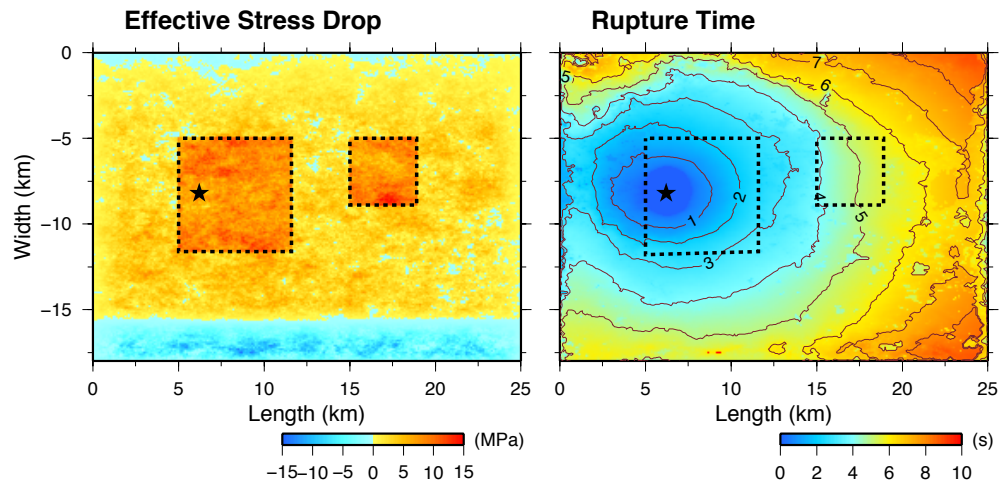 Effective Stress Drop
Rupture Time
Width (km)
0
−5
−10
−15
0 5 10 15 20 25
Length (km)
−15 −10 −5 0 5 10 15
(MPa)
5
7
6
2
4
1
5
3
0 5 10 15 20 25
Length (km)
0 2 4 6 8 10
(s)